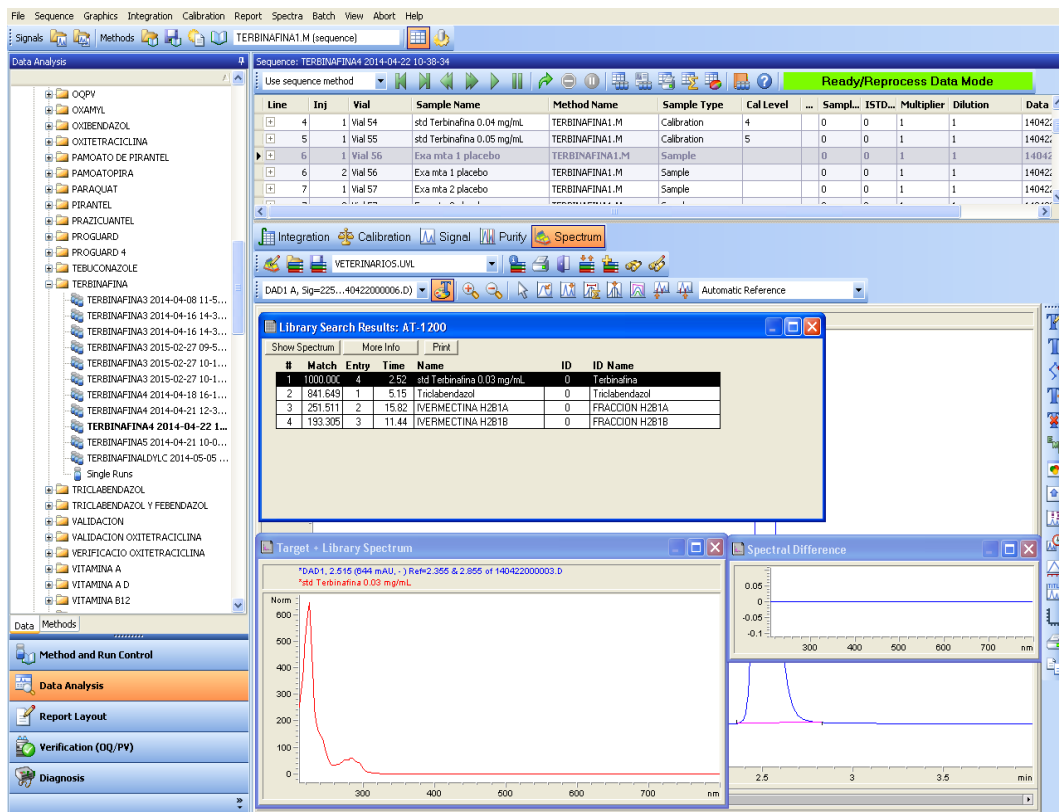 File Sequence Graphics Integration Calibration Report Spectra Batch View Abort Help
Signals Methods TERBINAFINA1.M (sequence)
Data Analysis
OQPV
OXAMYL
OXIBENDAZOL
OXITETRACICLINA
PAMOATO DE PIRANTEL
PAMOATOPIRA
PARAQUAT
PIRANTEL
PRAZICUANTEL
PROGUARD
PROGUARD 4
TEBUCONAZOLE
TERBINAFINA
TERBINAFINA3 2014-04-08 11-5...
TERBINAFINA3 2014-04-16 14-3...
TERBINAFINA3 2014-04-16 14-3...
TERBINAFINA3 2015-02-27 09-5...
TERBINAFINA3 2015-02-27 10-1...
TERBINAFINA3 2015-02-27 10-1...
TERBINAFINA4 2014-04-18 16-1...
TERBINAFINA4 2014-04-21 12-3...
TERBINAFINA4 2014-04-22 1...
TERBINAFINA5 2014-04-21 10-0...
TERBINAFINALDYLC 2014-05-05 ...
Single Runs
TRICLABENDAZOL
TRICLABENDAZOL Y FEBENDAZOL
VALIDACION
VALIDACION OXITETRACICLINA
VERIFICACIO OXITETRACICLINA
VITAMINA A
VITAMINA A D
VITAMINA B12
Data Methods
Method and Run Control
Data Analysis
Report Layout
Verification (OQ/PV)
Diagnosis
Sequence: TERBINAFINA4 2014-04-22 10-38-34
Use sequence method Ready/Reprocess Data Mode
Line Inj Vial Sample Name Method Name Sample Type Cal Level ... Sampl... ISTD... Multiplier Dilution Data
4 1 Vial 54 std Terbinafina 0.04 mg/mL TERBINAFINA1.M Calibration 4 0 0 1 1 14042
5 1 Vial 55 std Terbinafina 0.05 mg/mL TERBINAFINA1.M Calibration 5 0 0 1 1 14042
6 1 Vial 56 Exa mta 1 placebo TERBINAFINA1.M Sample 0 0 1 1 14042
6 2 Vial 56 Exa mta 1 placebo TERBINAFINA1.M Sample 0 0 1 1 14042
7 1 Vial 57 Exa mta 2 placebo TERBINAFINA1.M Sample 0 0 1 1 14042
Integration Calibration Signal Purify Spectrum
VETERINARIOS.UVL
DAD1 A, Sig=225...40422000006.D) Automatic Reference
Library Search Results: AT-1200
Show Spectrum More Info Print
# Match Entry Time Name ID ID Name
1 1000.000 4 2.52 std Terbinafina 0.03 mg/mL 0 Terbinafina
2 841.649 1 5.15 Triclabendazol 0 Triclabendazol
3 251.511 2 15.82 IVERMECTINA H2B1A 0 FRACCION H2B1A
4 193.305 3 11.44 IVERMECTINA H2B1B 0 FRACCION H2B1B
Target + Library Spectrum
*DAD1, 2.515 (644 mAU, - ) Ref=2.355 & 2.855 of 140422000003.D
*std Terbinafina 0.03 mg/mL
Norm
600
500
400
300
200
100
0
300 400 500 600 700 nm
Spectral Difference
0.05
0
-0.05
-0.1
300 400 500 600 700 nm
2.5 3 3.5 min